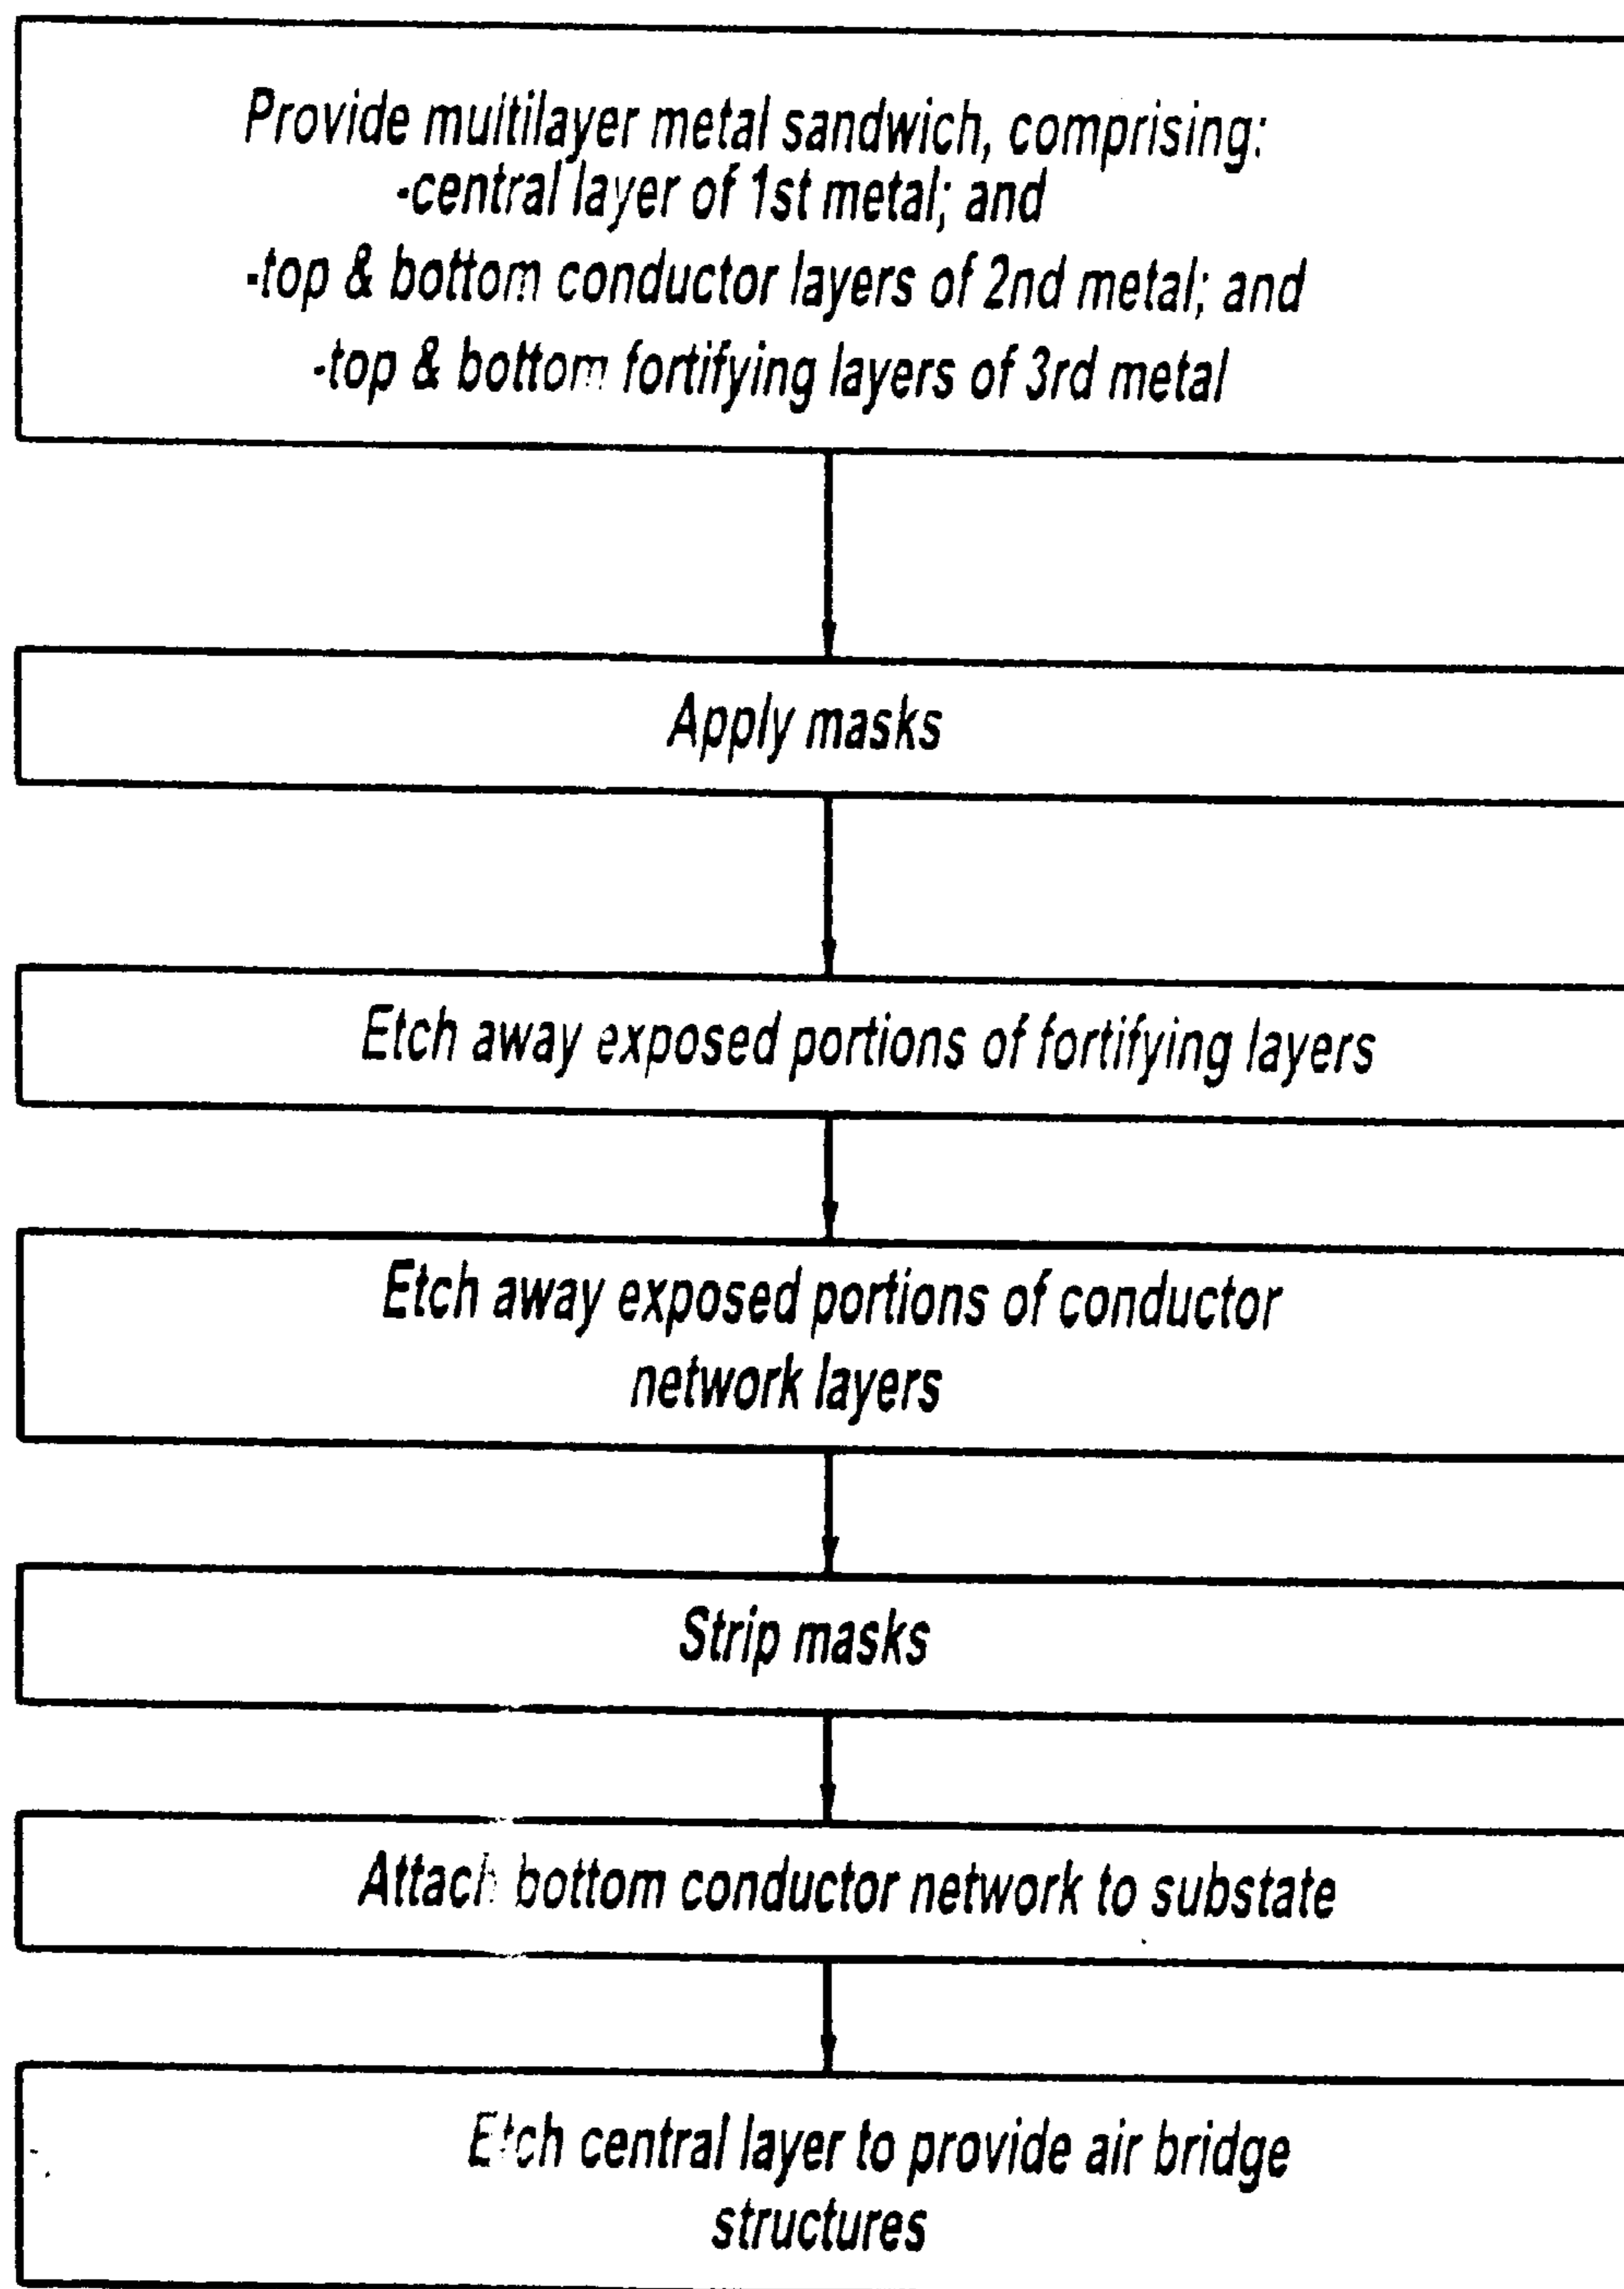 Provide multilayer metal sandwich, comprising:
-central layer of 1st metal; and
-top & bottom conductor layers of 2nd metal; and
-top & bottom fortifying layers of 3rd metal
Apply masks
Etch away exposed portions of fortifying layers
Etch away exposed portions of conductor
network layers
Strip masks
Attach bottom conductor network to substate
Etch central layer to provide air bridge
structures